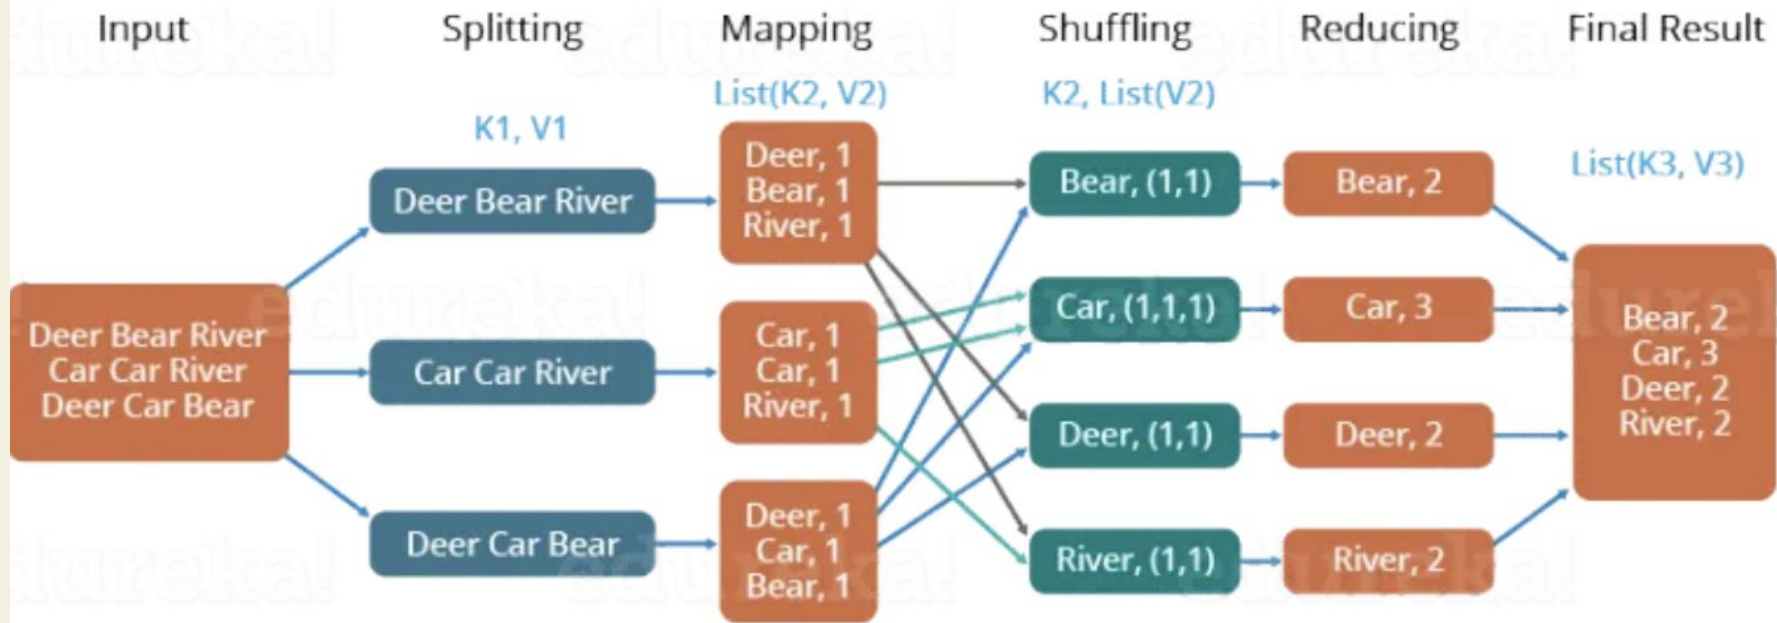 Input
Splitting
Mapping
Shuffling
Reducing
Final Result
K1, V1
List(K2, V2)
K2, List(V2)
List(K3, V3)
Deer Bear River
Car Car River
Deer Car Bear
Deer Bear River
Car Car River
Deer Car Bear
Deer, 1
Bear, 1
River, 1
Car, 1
Car, 1
River, 1
Deer, 1
Car, 1
Bear, 1
Bear, (1,1)
Car, (1,1,1)
Deer, (1,1)
River, (1,1)
Bear, 2
Car, 3
Deer, 2
River, 2
Bear, 2
Car, 3
Deer, 2
River, 2
edureka!